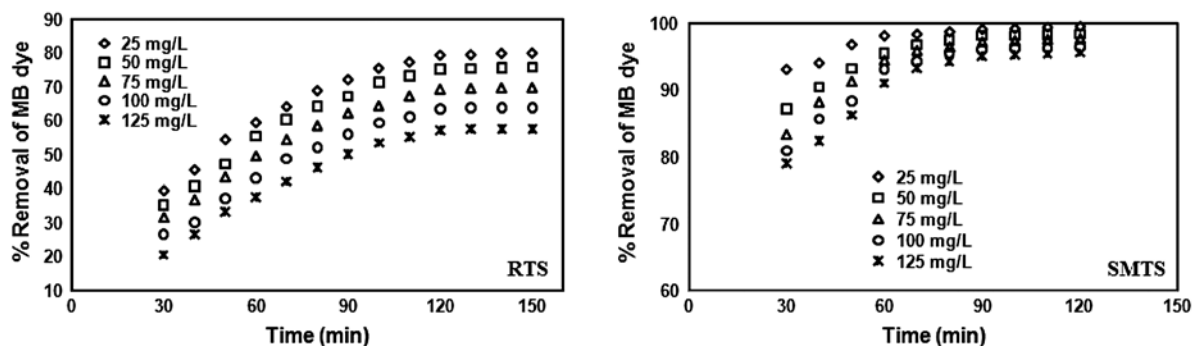 % Removal of MB dye
90
80
70
60
50
40
30
20
10
25 mg/L
50 mg/L
75 mg/L
100 mg/L
125 mg/L
RTS
0 30 60 90 120 150
Time (min)
% Removal of MB dye
100
90
80
70
60
25 mg/L
50 mg/L
75 mg/L
100 mg/L
125 mg/L
SMTS
0 30 60 90 120 150
Time (min)